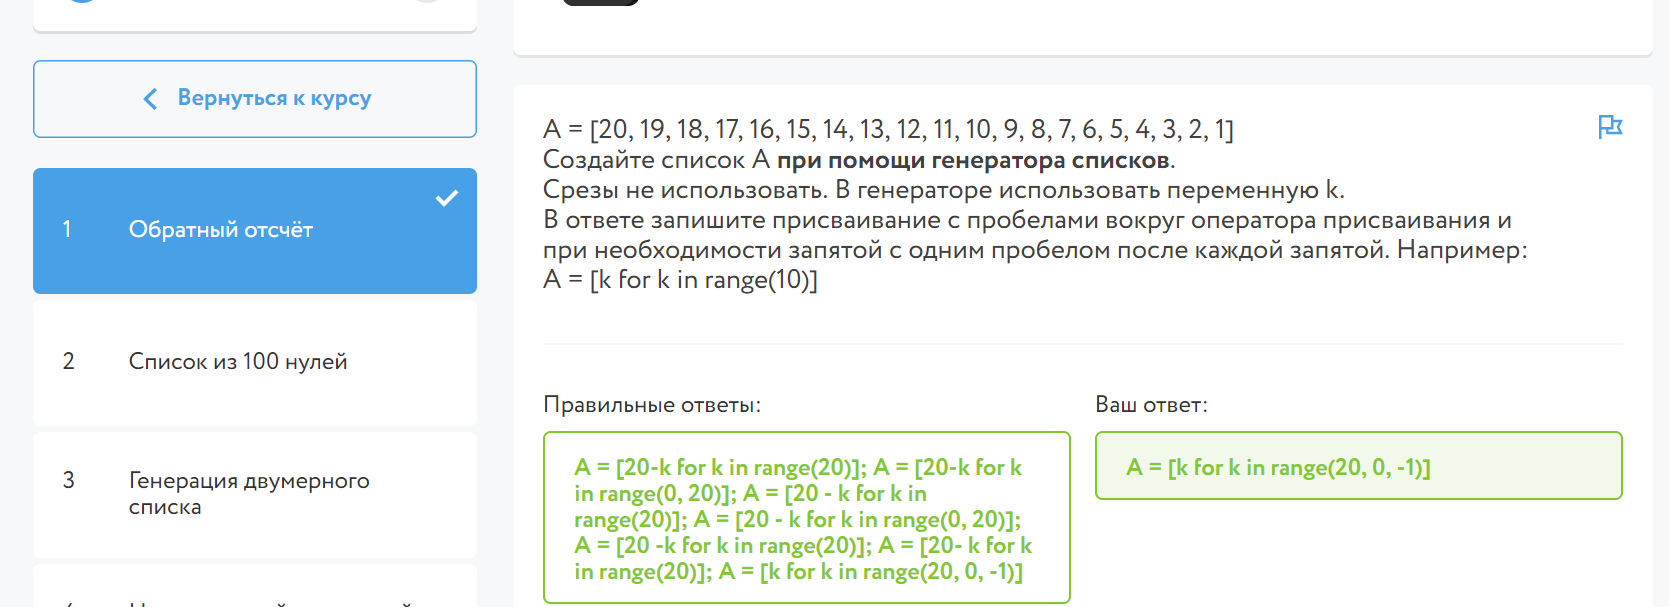 Вернуться к курсу
1 Обратный отсчёт
2 Список из 100 нулей
3 Генерация двумерного
списка
A = [20, 19, 18, 17, 16, 15, 14, 13, 12, 11, 10, 9, 8, 7, 6, 5, 4, 3, 2, 1]
Создайте список A при помощи генератора списков.
Срезы не использовать. В генераторе использовать переменную k.
В ответе запишите присваивание с пробелами вокруг оператора присваивания и
при необходимости запятой с одним пробелом после каждой запятой. Например:
A = [k for k in range(10)]
Правильные ответы:
A = [20-k for k in range(20)]; A = [20-k for k
in range(0, 20)]; A = [20 - k for k in
range(20)]; A = [20 - k for k in range(0, 20)];
A = [20 -k for k in range(20)]; A = [20- k for k
in range(20)]; A = [k for k in range(20, 0, -1)]
Ваш ответ:
A = [k for k in range(20, 0, -1)]